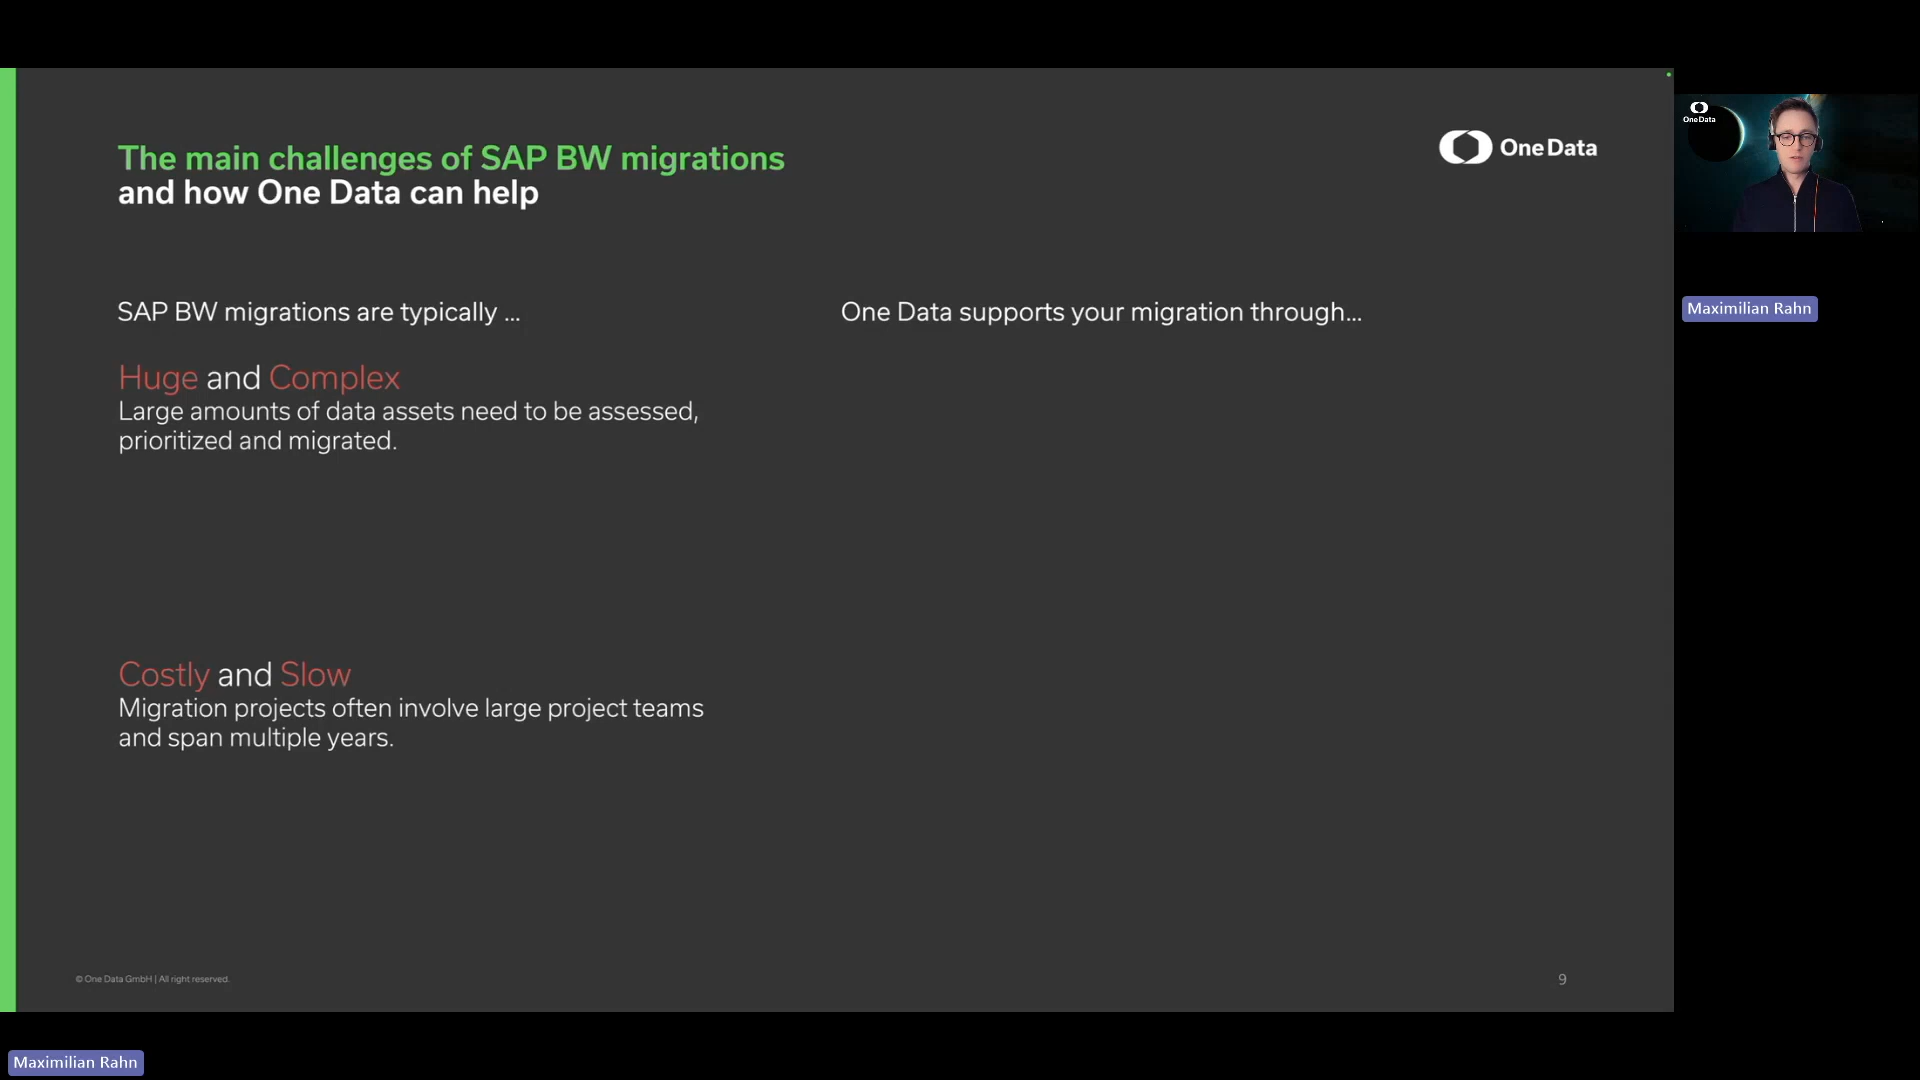 The main challenges of SAP BW migrations
and how One Data can help
One Data
One Data
Maximilian Rahn
SAP BW migrations are typically ...
Huge and Complex
Large amounts of data assets need to be assessed,
prioritized and migrated.
Costly and Slow
Migration projects often involve large project teams
and span multiple years.
One Data supports your migration through...
© One Data GmbH | All right reserved.
9
Maximilian Rahn